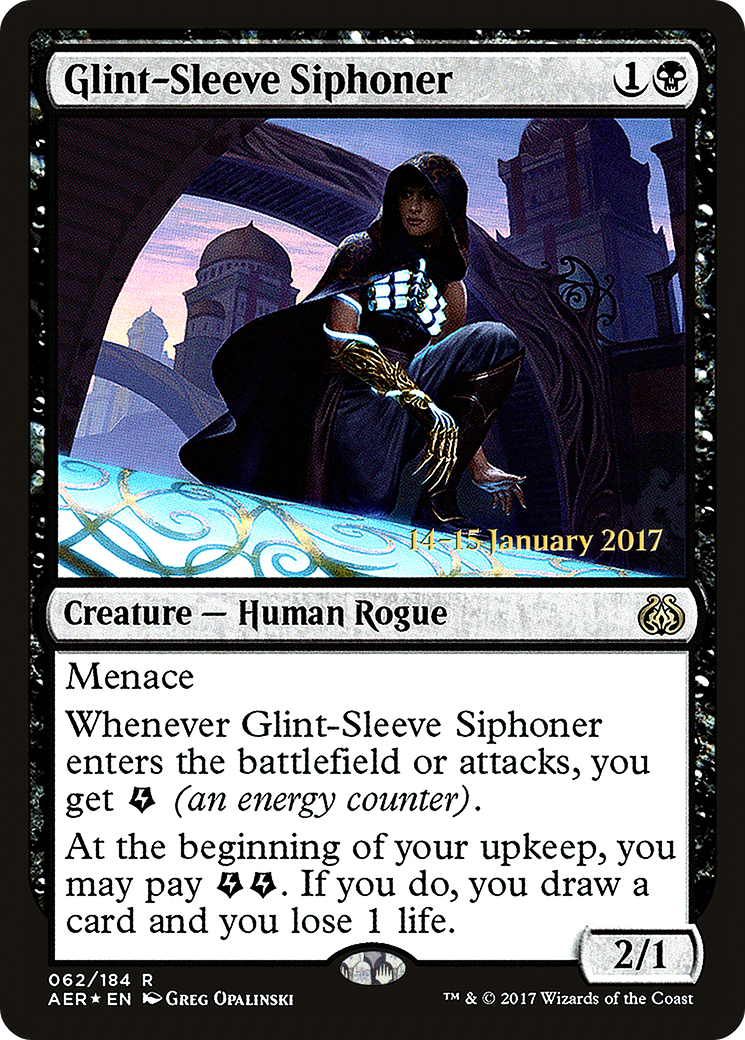 Glint-Sleeve Siphoner 1
14–15 January 2017
Creature — Human Rogue
Menace
Whenever Glint-Sleeve Siphoner
enters the battlefield or attacks, you
get (an energy counter).
At the beginning of your upkeep, you
may pay . If you do, you draw a
card and you lose 1 life.
2/1
062/184 R
AER★EN Greg Opalinski
™ & © 2017 Wizards of the Coast